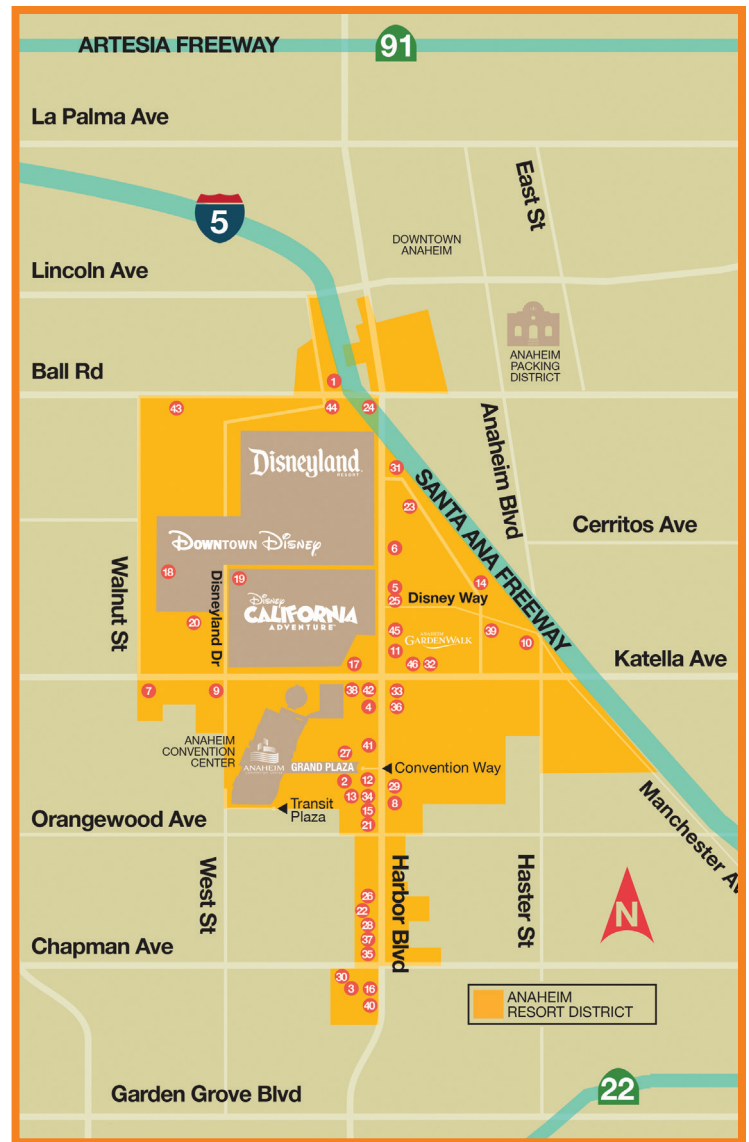 ARTESIA FREEWAY
91
La Palma Ave
East St
5
DOWNTOWN
ANAHEIM
Lincoln Ave
ANAHEIM
PACKING
DISTRICT
Ball Rd
1
43
44
24
Anaheim Blvd
Disneyland
RESORT
31
SANTA ANA FREEWAY
23
Cerritos Ave
DOWNTOWN DISNEY
6
Walnut St
18
Disneyland Dr
19
14
5
Disney Way
25
DISNEY
CALIFORNIA
ADVENTURE
20
45
ANAHEIM
GARDENWALK
39
10
11
17
46
32
Katella Ave
7
9
38
42
33
4
36
ANAHEIM
CONVENTION
CENTER
41
27
ANAHEIM
GRAND PLAZA
Convention Way
2
12
29
13
34
8
Transit
Plaza
15
Orangewood Ave
21
Manchester Av
West St
Harbor Blvd
Haster St
26
22
28
N
37
Chapman Ave
35
30
3
16
40
ANAHEIM
RESORT DISTRICT
22
Garden Grove Blvd